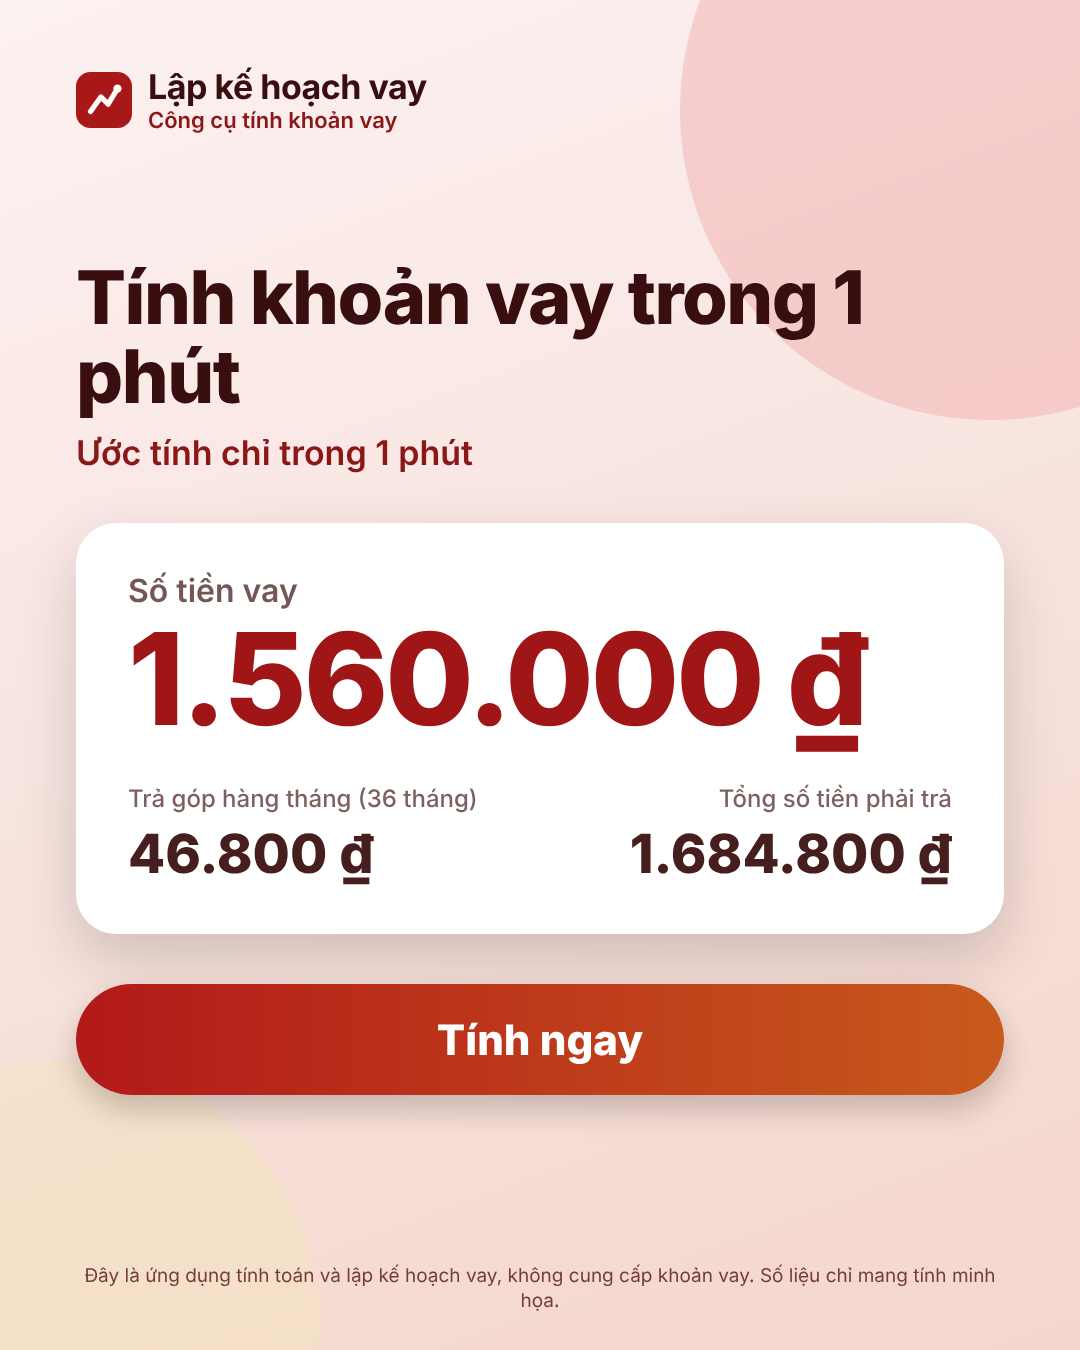 Lập kế hoạch vay
Công cụ tính khoản vay
Tính khoản vay trong 1
phút
Ước tính chỉ trong 1 phút
Số tiền vay
1.560.000 ₫
Trả góp hàng tháng (36 tháng)
46.800 ₫
Tổng số tiền phải trả
1.684.800 ₫
Tính ngay
Đây là ứng dụng tính toán và lập kế hoạch vay, không cung cấp khoản vay. Số liệu chỉ mang tính minh
họa.